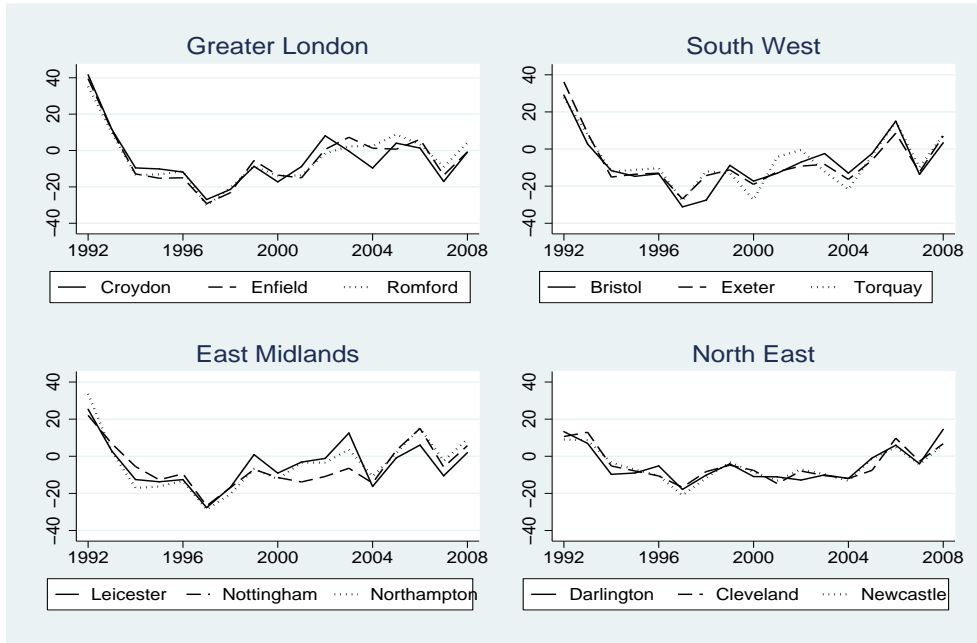 Greater London
40
20
0
−20
−40
1992 1996 2000 2004 2008
Croydon Enfield Romford
South West
40
20
0
−20
−40
1992 1996 2000 2004 2008
Bristol Exeter Torquay
East Midlands
40
20
0
−20
−40
1992 1996 2000 2004 2008
Leicester Nottingham Northampton
North East
40
20
0
−20
−40
1992 1996 2000 2004 2008
Darlington Cleveland Newcastle